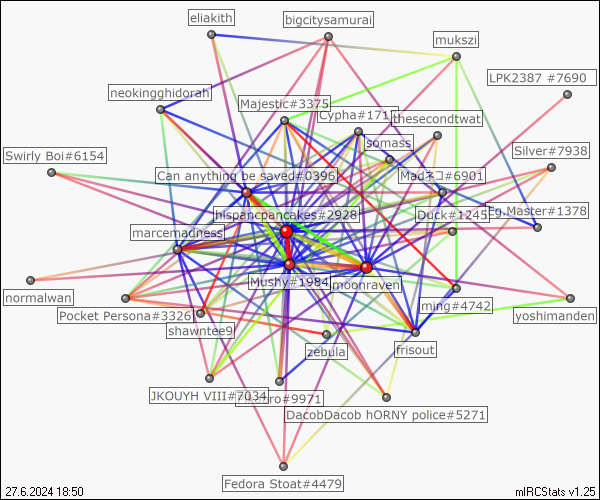 eliakith
bigcitysamurai
mukszi
LPK2387 #7690
neokingghidorah
Majestic#3375
Cypha#171
thesecondtwat
somass
Silver#7938
Swirly Boi#6154
Can anything be saved#0396
Madネコ#6901
hispanicpancakes#2928
Duck#1245
Eg.Master#1378
marcemadness
Mushy#1984
moonraven
normalwan
Pocket Persona#3326
ming#4742
yoshimanden
shawntee9
zebula
frisout
JKOUYH VIII#7034
ro#9971
DacobDacob hORNY police#5271
Fedora Stoat#4479
27.6.2024 18:50
mIRCStats v1.25